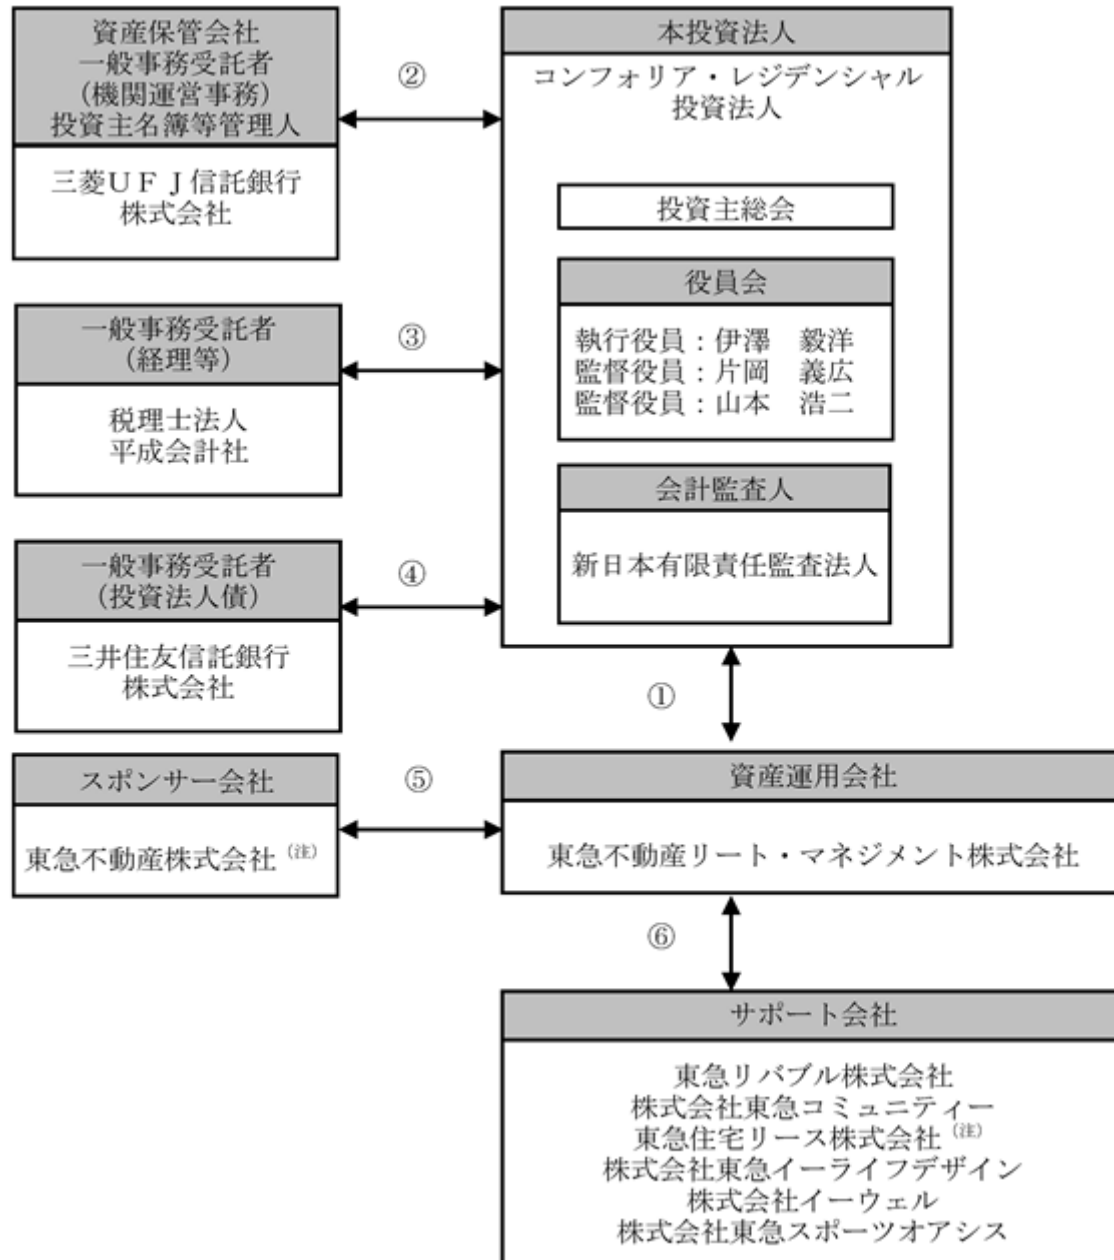 資産保管会社
一般事務受託者
(機関運営事務)
投資主名簿等管理人
三菱ＵＦＪ信託銀行
株式会社
②
本投資法人
コンフォリア・レジデンシャル
投資法人
投資主総会
役員会
執行役員：伊澤　毅洋
監督役員：片岡　義広
監督役員：山本　浩二
会計監査人
新日本有限責任監査法人
一般事務受託者
(経理等)
税理士法人
平成会計社
③
一般事務受託者
(投資法人債)
三井住友信託銀行
株式会社
④
①
スポンサー会社
東急不動産株式会社（注）
⑤
資産運用会社
東急不動産リート・マネジメント株式会社
⑥
サポート会社
東急リバブル株式会社
株式会社東急コミュニティー
東急住宅リース株式会社（注）
株式会社東急イーライフデザイン
株式会社イーウェル
株式会社東急スポーツオアシス